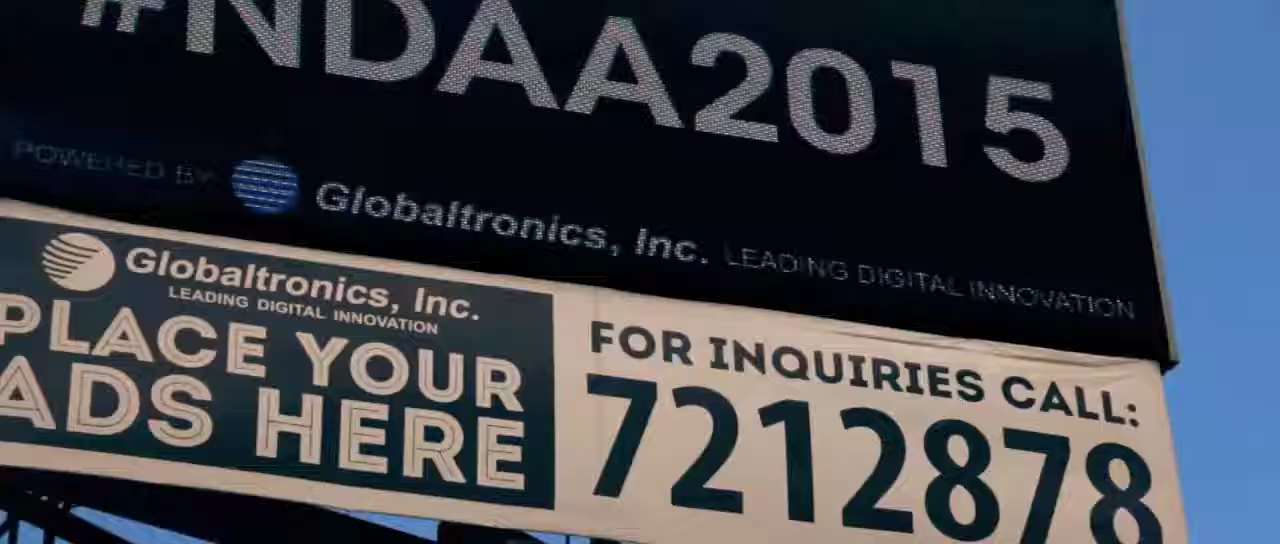 #NDAA2015
POWERED BY Globaltronics, Inc. LEADING DIGITAL INNOVATION
Globaltronics, Inc.
LEADING DIGITAL INNOVATION
PLACE YOUR
ADS HERE
FOR INQUIRIES CALL:
7212878